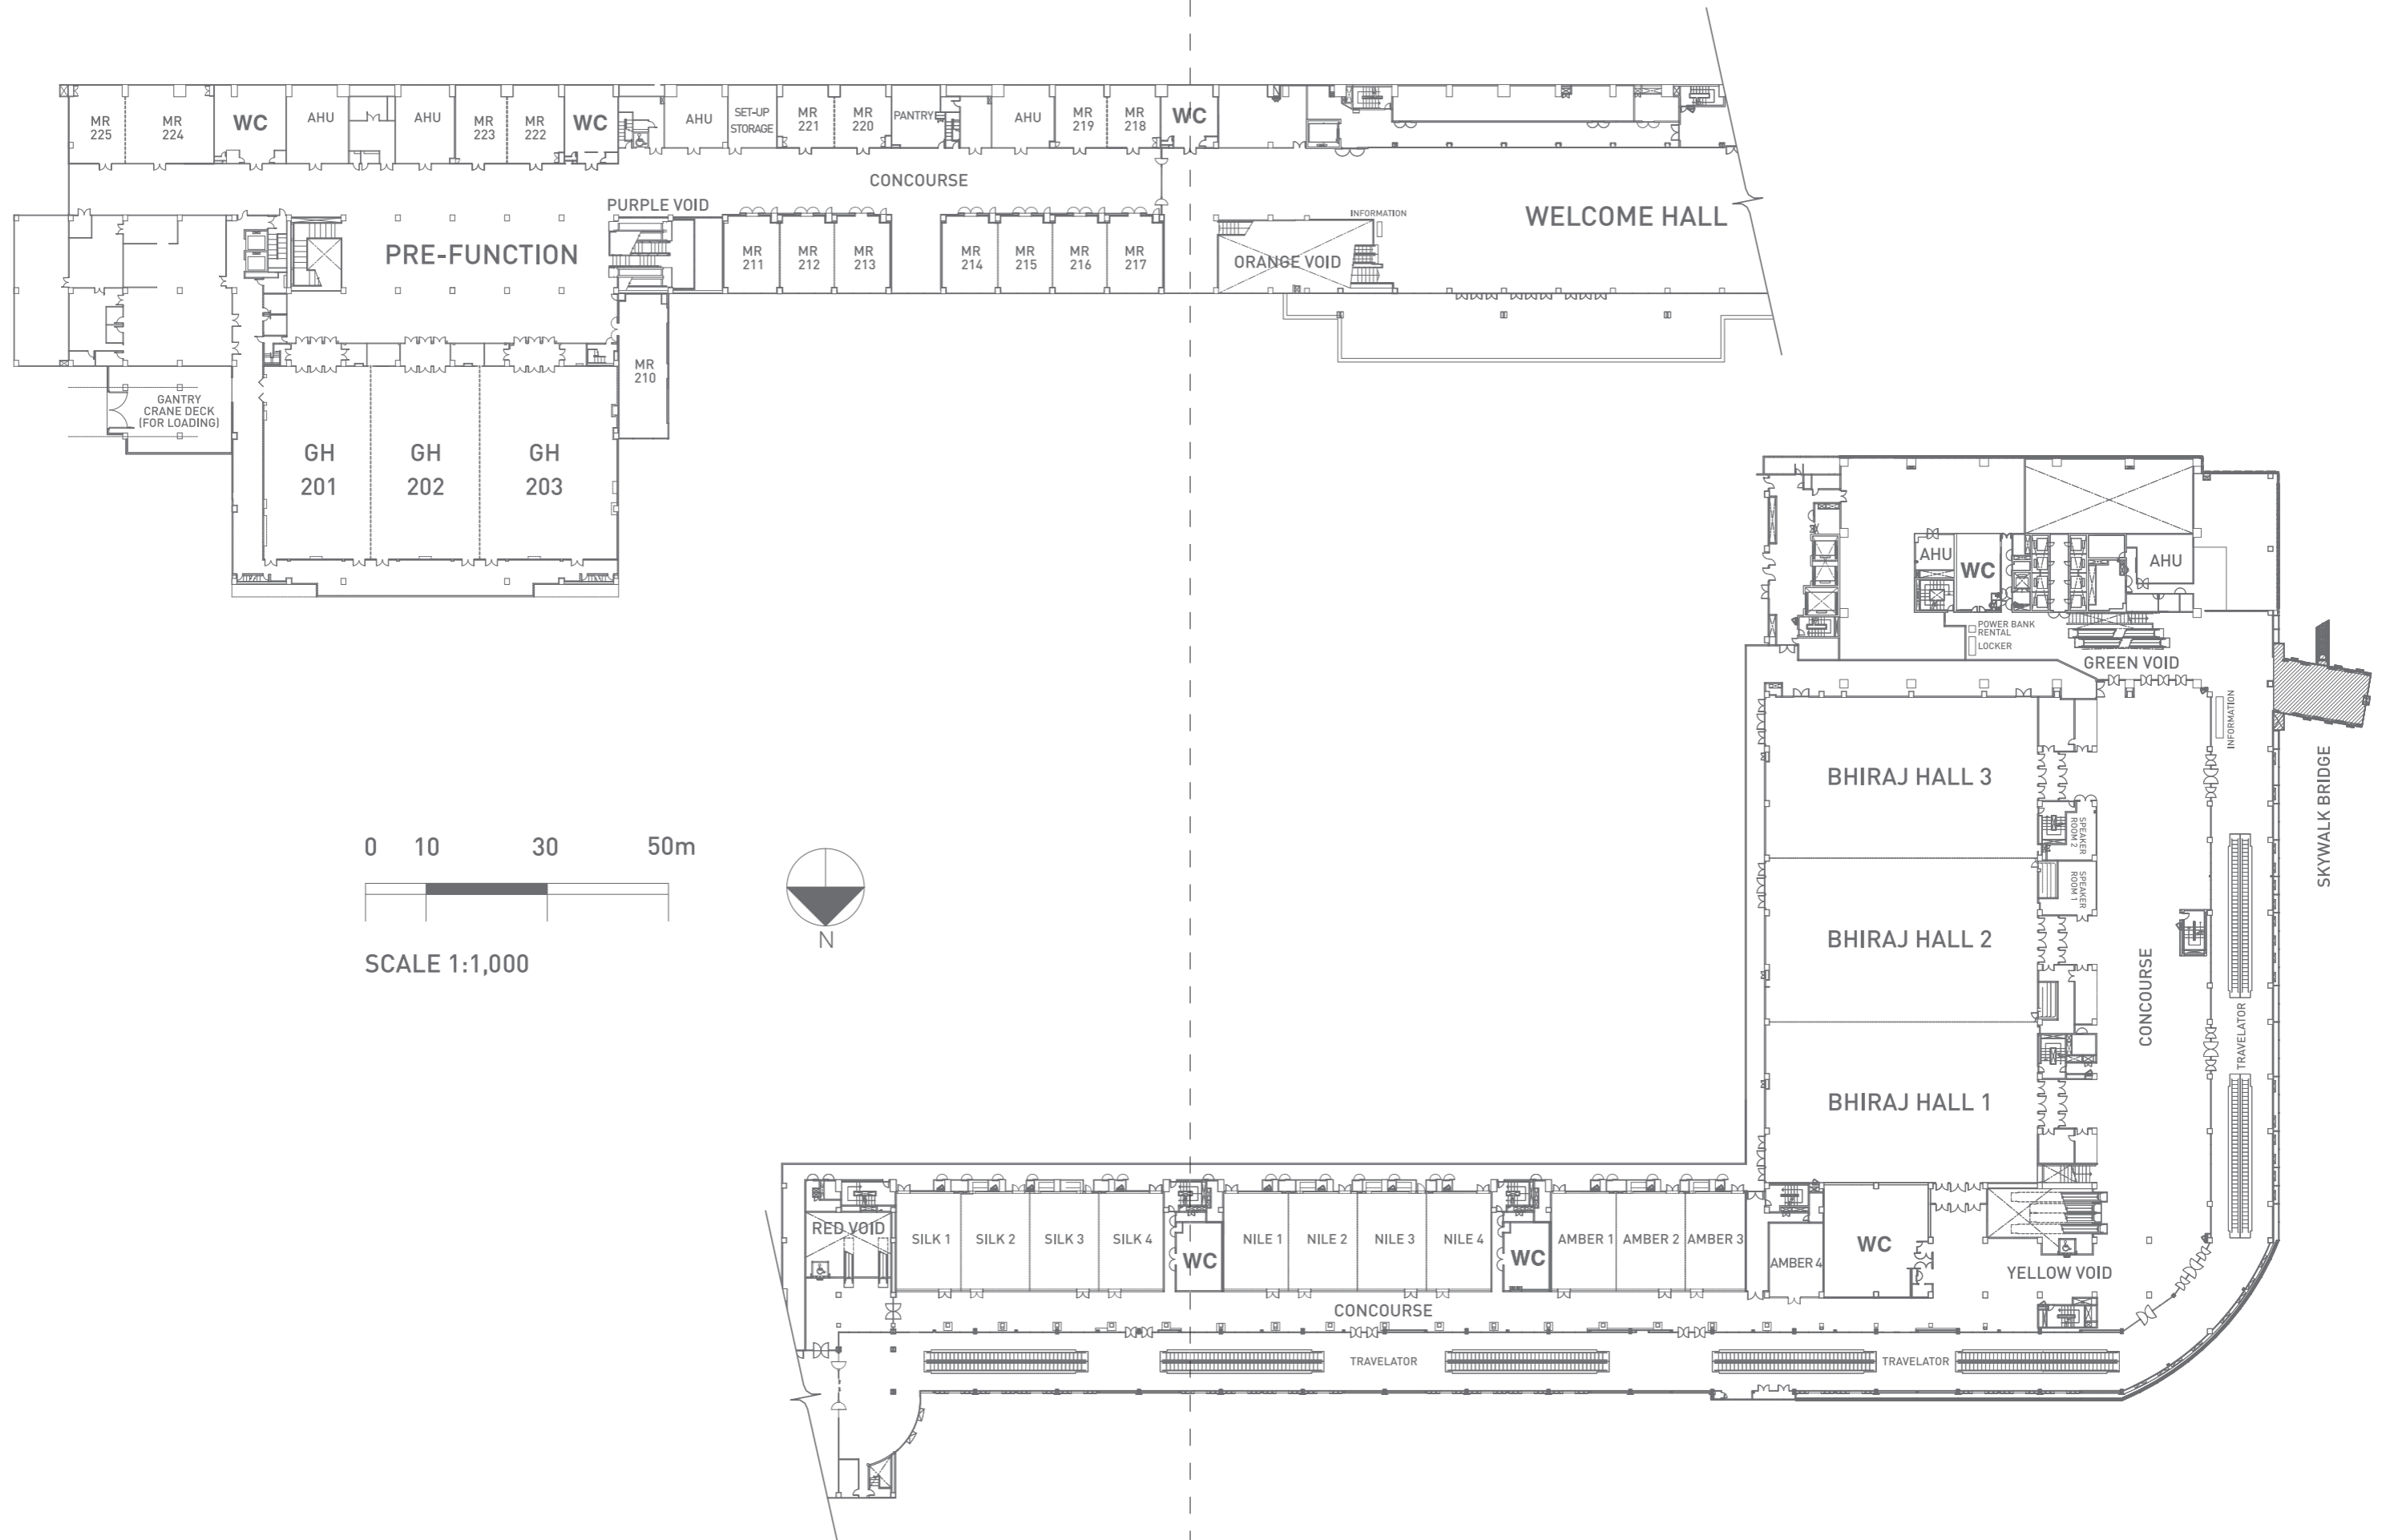 MR
225
MR
224
WC
AHU
AHU
MR
223
MR
222
WC
AHU
SET-UP
STORAGE
MR
221
MR
220
PANTRY
AHU
MR
219
MR
218
WC
CONCOURSE
PURPLE VOID
PRE-FUNCTION
MR
211
MR
212
MR
213
MR
214
MR
215
MR
216
MR
217
INFORMATION
ORANGE VOID
WELCOME HALL
MR
210
GANTRY
CRANE DECK
(FOR LOADING)
GH
201
GH
202
GH
203
AHU
WC
AHU
POWER BANK
RENTAL
LOCKER
GREEN VOID
INFORMATION
SKYWALK BRIDGE
BHIRAJ HALL 3
SPEAKER
ROOM 2
SPEAKER
ROOM 1
BHIRAJ HALL 2
CONCOURSE
TRAVELATOR
BHIRAJ HALL 1
0 10 30 50m
SCALE 1:1,000
N
RED VOID
SILK 1
SILK 2
SILK 3
SILK 4
WC
NILE 1
NILE 2
NILE 3
NILE 4
WC
AMBER 1
AMBER 2
AMBER 3
AMBER 4
WC
YELLOW VOID
CONCOURSE
TRAVELATOR
TRAVELATOR